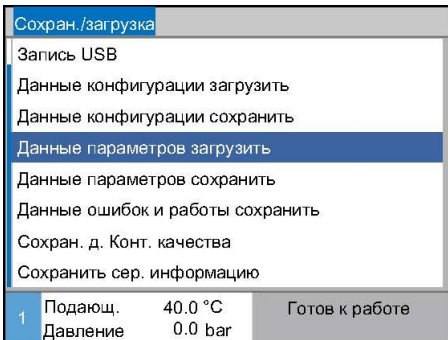 Сохран./загрузка
Запись USB
Данные конфигурации загрузить
Данные конфигурации сохранить
Данные параметров загрузить
Данные параметров сохранить
Данные ошибок и работы сохранить
Сохран. д. Конт. качества
Сохранить сер. информацию
1 Подающ. 40.0 °C Готов к работе
Давление 0.0 bar